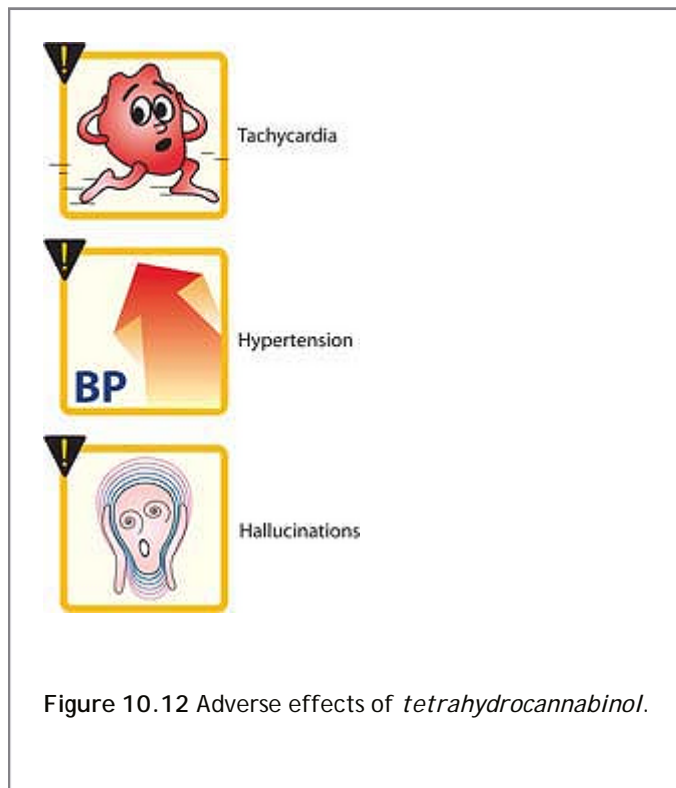 !
Tachycardia
!
Hypertension
BP
!
Hallucinations
Figure 10.12 Adverse effects of tetrahydrocannabinol.